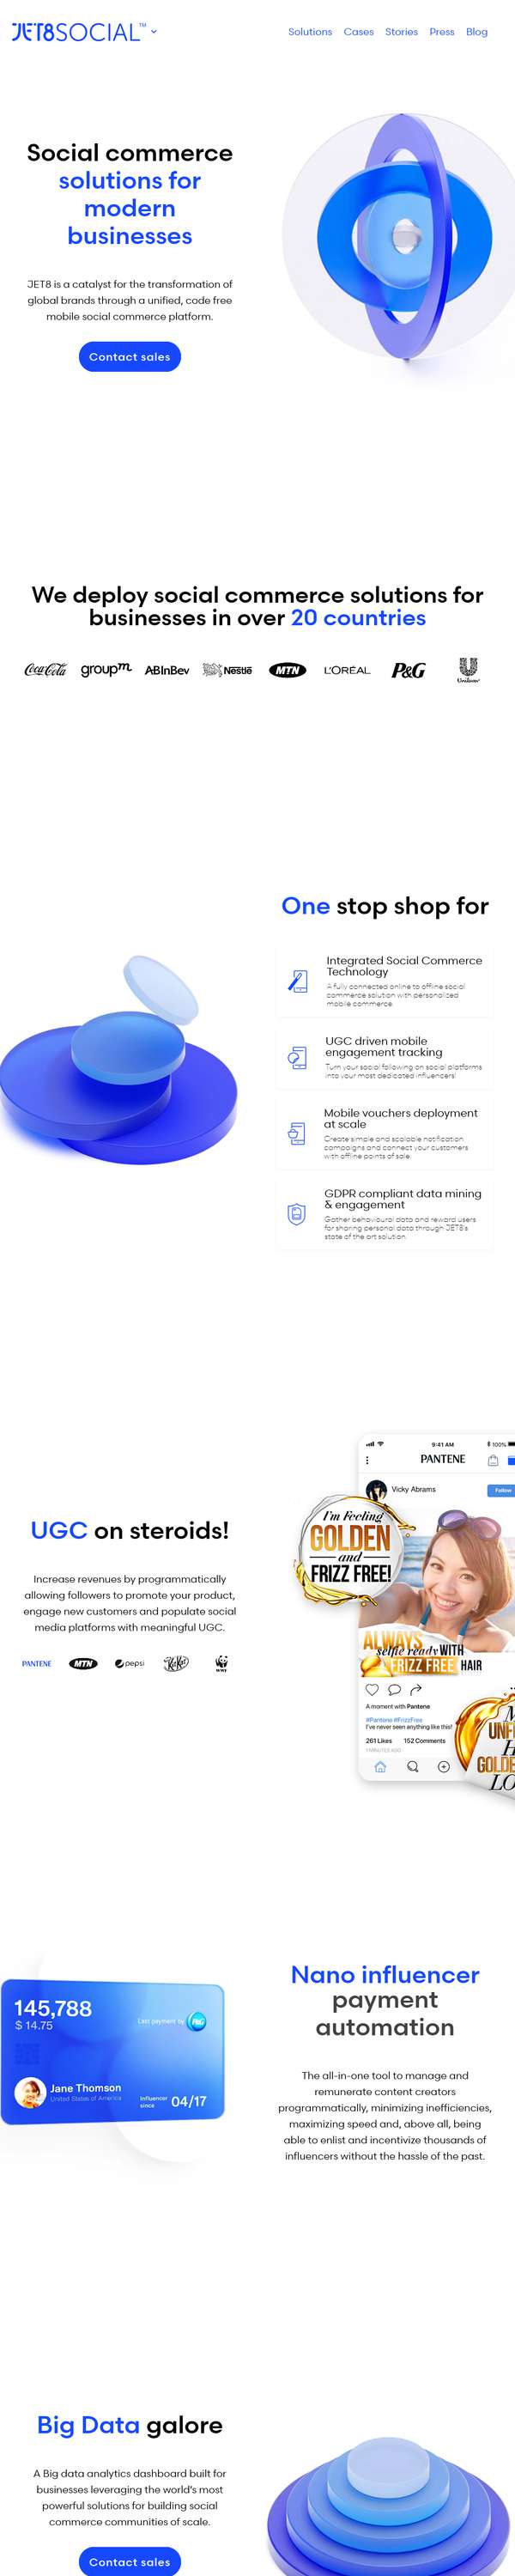 JET8SOCIAL™
Solutions Cases Stories Press Blog
Social commerce
solutions for
modern
businesses
JET8 is a catalyst for the transformation of
global brands through a unified, code free
mobile social commerce platform.
Contact sales
We deploy social commerce solutions for
businesses in over 20 countries
Coca-Cola groupm ABInBev Nestlé MTN L'ORÉAL P&G Unilever
One stop shop for
Integrated Social Commerce
Technology
A fully connected online to offline social
commerce solution with personalized
mobile commerce.
UGC driven mobile
engagement tracking
Turn your social following on social platforms
into your most dedicated influencers!
Mobile vouchers deployment
at scale
Create simple and scalable notification
campaigns and connect your customers
with offline points of sale.
GDPR compliant data mining
& engagement
Gather behavioural data and reward users
for sharing personal data through JET8's
state of the art solution.
UGC on steroids!
Increase revenues by programmatically
allowing followers to promote your product,
engage new customers and populate social
media platforms with meaningful UGC.
PANTENE MTN pepsi KitKat WWF
9:41 AM 100%
PANTENE
Vicky Abrams
Follow
I'm Feeling
GOLDEN
and
FRIZZ FREE!
ALWAYS
selfie ready WITH
FRIZZ FREE HAIR
A moment with Pantene
#Pantene #FrizzFree
I've never seen anything like this!
261 Likes 152 Comments
1 MINUTES AGO
145,788
$ 14.75
Last payment by P&G
Jane Thomson
United States of America
Influencer
since
04/17
Nano influencer
payment
automation
The all-in-one tool to manage and
remunerate content creators
programmatically, minimizing inefficiencies,
maximizing speed and, above all, being
able to enlist and incentivize thousands of
influencers without the hassle of the past.
Big Data galore
A Big data analytics dashboard built for
businesses leveraging the world's most
powerful solutions for building social
commerce communities of scale.
Contact sales